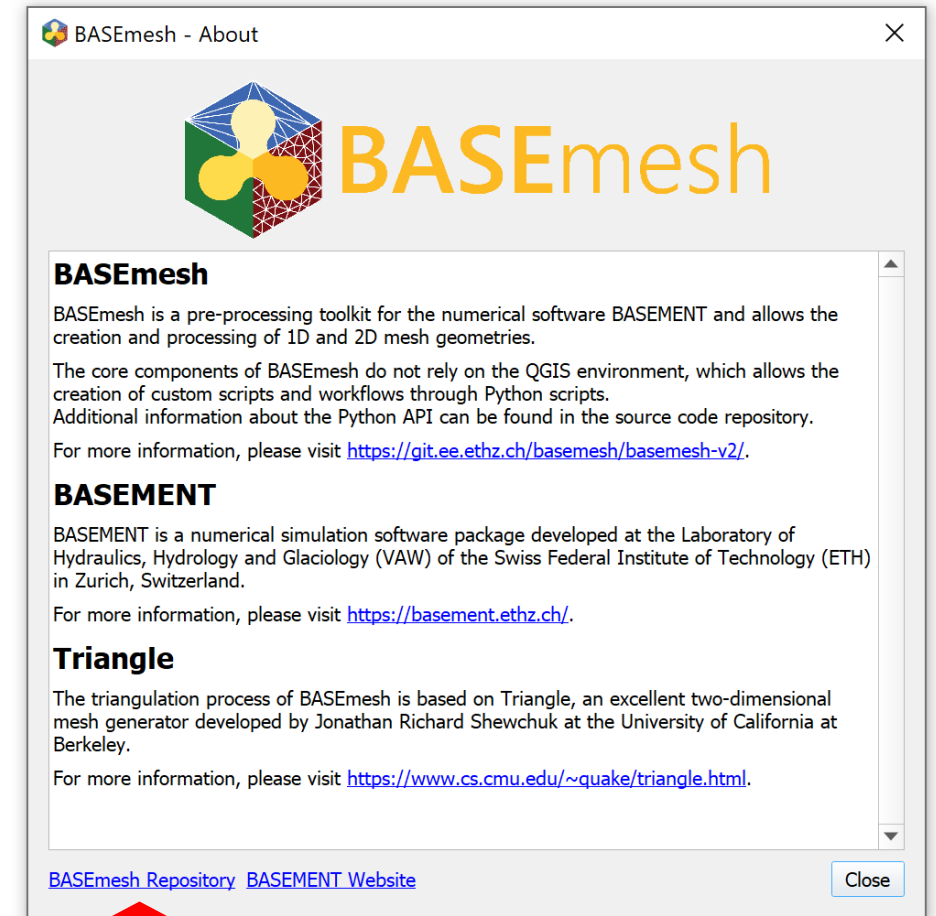 BASEmesh - About
BASEmesh
BASEmesh
BASEmesh is a pre-processing toolkit for the numerical software BASEMENT and allows the
creation and processing of 1D and 2D mesh geometries.
The core components of BASEmesh do not rely on the QGIS environment, which allows the
creation of custom scripts and workflows through Python scripts.
Additional information about the Python API can be found in the source code repository.
For more information, please visit https://git.ee.ethz.ch/basemesh/basemesh-v2/.
BASEMENT
BASEMENT is a numerical simulation software package developed at the Laboratory of
Hydraulics, Hydrology and Glaciology (VAW) of the Swiss Federal Institute of Technology (ETH)
in Zurich, Switzerland.
For more information, please visit https://basement.ethz.ch/.
Triangle
The triangulation process of BASEmesh is based on Triangle, an excellent two-dimensional
mesh generator developed by Jonathan Richard Shewchuk at the University of California at
Berkeley.
For more information, please visit https://www.cs.cmu.edu/~quake/triangle.html.
BASEmesh Repository BASEMENT Website Close